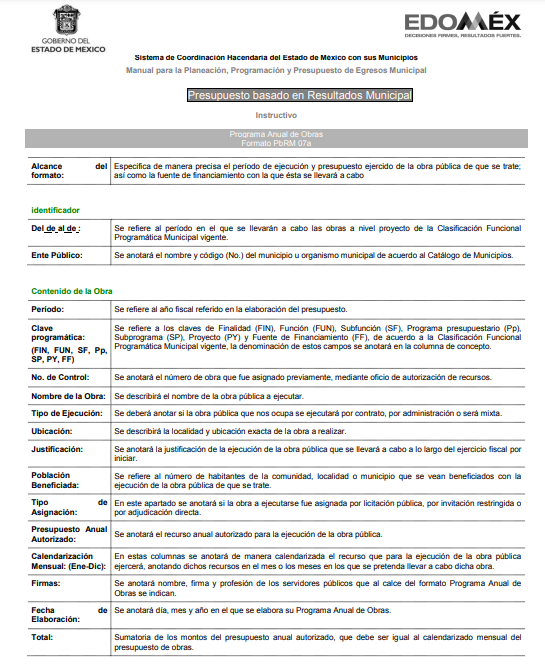 GOBIERNO DEL
ESTADO DE MÉXICO
EDOMÉX
DECISIONES FIRMES, RESULTADOS FUERTES.
Sistema de Coordinación Hacendaria del Estado de México con sus Municipios
Manual para la Planeación, Programación y Presupuesto de Egresos Municipal
Presupuesto basado en Resultados Municipal
Instructivo
Programa Anual de Obras
Formato PbRM 07a
Alcance del formato:
Especifica de manera precisa el período de ejecución y presupuesto ejercido de la obra pública de que se trate;
así como la fuente de financiamiento con la que ésta se llevará a cabo
identificador
Del de al de :
Se refiere al período en el que se llevarán a cabo las obras a nivel proyecto de la Clasificación Funcional
Programática Municipal vigente.
Ente Público:
Se anotará el nombre y código (No.) del municipio u organismo municipal de acuerdo al Catálogo de Municipios.
Contenido de la Obra
Período:
Se refiere al año fiscal referido en la elaboración del presupuesto.
Clave
programática:
(FIN, FUN, SF, Pp,
SP, PY, FF)
Se refiere a los claves de Finalidad (FIN), Función (FUN), Subfunción (SF), Programa presupuestario (Pp),
Subprograma (SP), Proyecto (PY) y Fuente de Financiamiento (FF), de acuerdo a la Clasificación Funcional
Programática Municipal vigente, la denominación de estos campos se anotará en la columna de concepto.
No. de Control:
Se anotará el número de obra que fue asignado previamente, mediante oficio de autorización de recursos.
Nombre de la Obra:
Se describirá el nombre de la obra pública a ejecutar.
Tipo de Ejecución:
Se deberá anotar si la obra pública que nos ocupa se ejecutará por contrato, por administración o será mixta.
Ubicación:
Se describirá la localidad y ubicación exacta de la obra a realizar.
Justificación:
Se anotará la justificación de la ejecución de la obra pública que se llevará a cabo a lo largo del ejercicio fiscal por
iniciar.
Población
Beneficiada:
Se refiere al número de habitantes de la comunidad, localidad o municipio que se vean beneficiados con la
ejecución de la obra pública de que se trate.
Tipo de
Asignación:
En este apartado se anotará si la obra a ejecutarse fue asignada por licitación pública, por invitación restringida o
por adjudicación directa.
Presupuesto Anual
Autorizado:
Se anotará el recurso anual autorizado para la ejecución de la obra pública.
Calendarización
Mensual: (Ene-Dic):
En estas columnas se anotará de manera calendarizada el recurso que para la ejecución de la obra pública
ejercerá, anotando dichos recursos en el mes o los meses en los que se pretenda llevar a cabo dicha obra.
Firmas:
Se anotará nombre, firma y profesión de los servidores públicos que al calce del formato Programa Anual de
Obras se indican.
Fecha de
Elaboración:
Se anotará día, mes y año en el que se elabora su Programa Anual de Obras.
Total:
Sumatoria de los montos del presupuesto anual autorizado, que debe ser igual al calendarizado mensual del
presupuesto de obras.